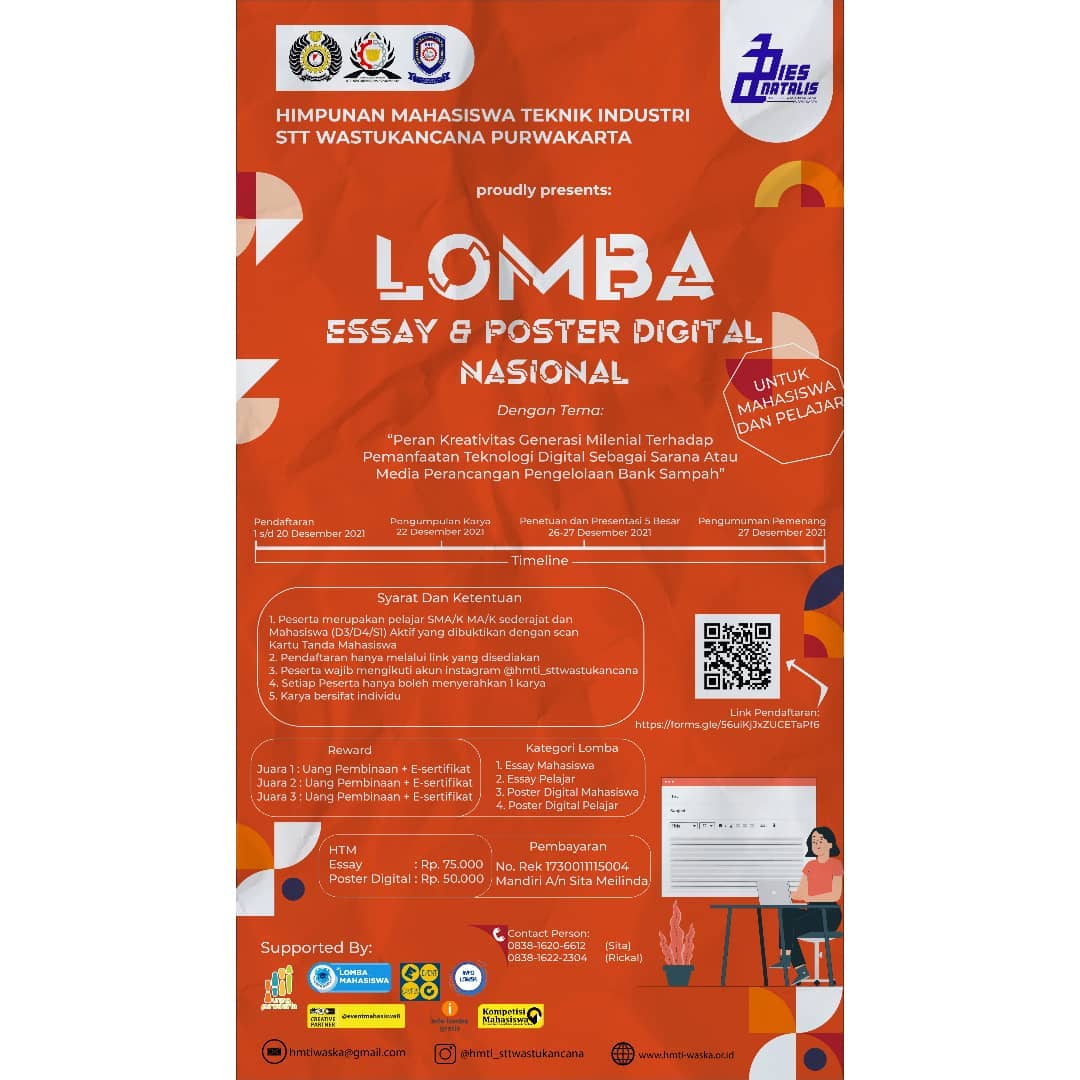 DIES
NATALIS
HIMPUNAN MAHASISWA TEKNIK INDUSTRI
STT WASTUKANCANA PURWAKARTA
proudly presents:
LOMBA
ESSAY & POSTER DIGITAL
NASIONAL
UNTUK
MAHASISWA
DAN PELAJAR
Dengan Tema:
“Peran Kreativitas Generasi Milenial Terhadap
Pemanfaatan Teknologi Digital Sebagai Sarana Atau
Media Perancangan Pengelolaan Bank Sampah”
Pendaftaran
1 s/d 20 Desember 2021
Pengumpulan Karya
22 Desember 2021
Penetuan dan Presentasi 5 Besar
26-27 Desember 2021
Pengumuman Pemenang
27 Desember 2021
Timeline
Syarat Dan Ketentuan
1. Peserta merupakan pelajar SMA/K MA/K sederajat dan
Mahasiswa (D3/D4/S1) Aktif yang dibuktikan dengan scan
Kartu Tanda Mahasiswa
2. Pendaftaran hanya melalui link yang disediakan
3. Peserta wajib mengikuti akun instagram @hmti_sttwastukancana
4. Setiap Peserta hanya boleh menyerahkan 1 karya
5. Karya bersifat individu
Link Pendaftaran:
https://forms.gle/56uiKjJxZUCETaPf6
Reward
Juara 1 : Uang Pembinaan + E-sertifikat
Juara 2 : Uang Pembinaan + E-sertifikat
Juara 3 : Uang Pembinaan + E-sertifikat
Kategori Lomba
1. Essay Mahasiswa
2. Essay Pelajar
3. Poster Digital Mahasiswa
4. Poster Digital Pelajar
HTM
Essay : Rp. 75.000
Poster Digital : Rp. 50.000
Pembayaran
No. Rek 1730011115004
Mandiri A/n Sita Meilinda
Contact Person:
0838-1620-6612 (Sita)
0838-1622-2304 (Rickal)
Supported By:
LOMBA
MAHASISWA
INFO
LOMBA
CREATIVE
PARTNER
info lomba
gratis
Kompetisi
Mahasiswa
hmtiwaska@gmail.com
@hmti_sttwastukancana
www.hmti-waska.or.id